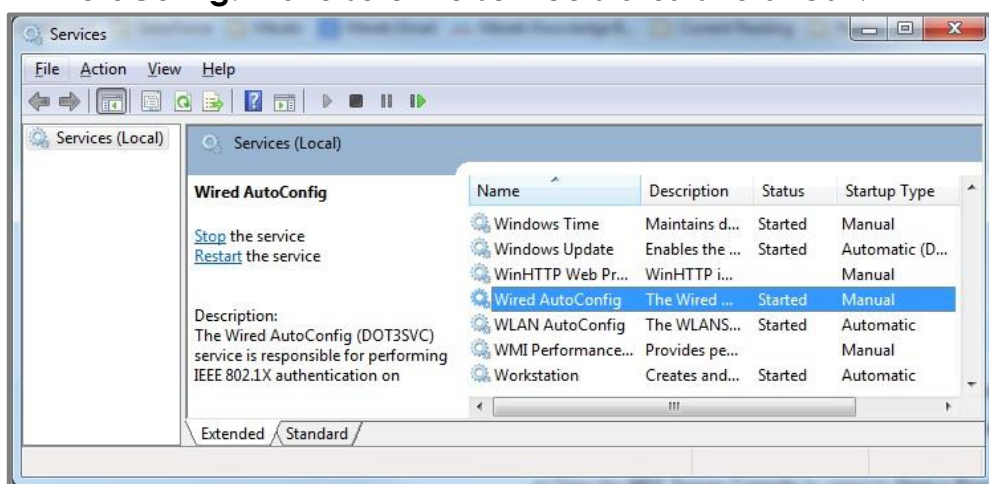 Services
File Action View Help
Services (Local)
Services (Local)
Wired AutoConfig
Stop the service
Restart the service
Description:
The Wired AutoConfig (DOT3SVC)
service is responsible for performing
IEEE 802.1X authentication on
Name Description Status Startup Type
Windows Time Maintains d... Started Manual
Windows Update Enables the ... Started Automatic (D...
WinHTTP Web Pr... WinHTTP i... Manual
Wired AutoConfig The Wired ... Started Manual
WLAN AutoConfig The WLANS... Started Automatic
WMI Performance... Provides pe... Manual
Workstation Creates and... Started Automatic
Extended Standard